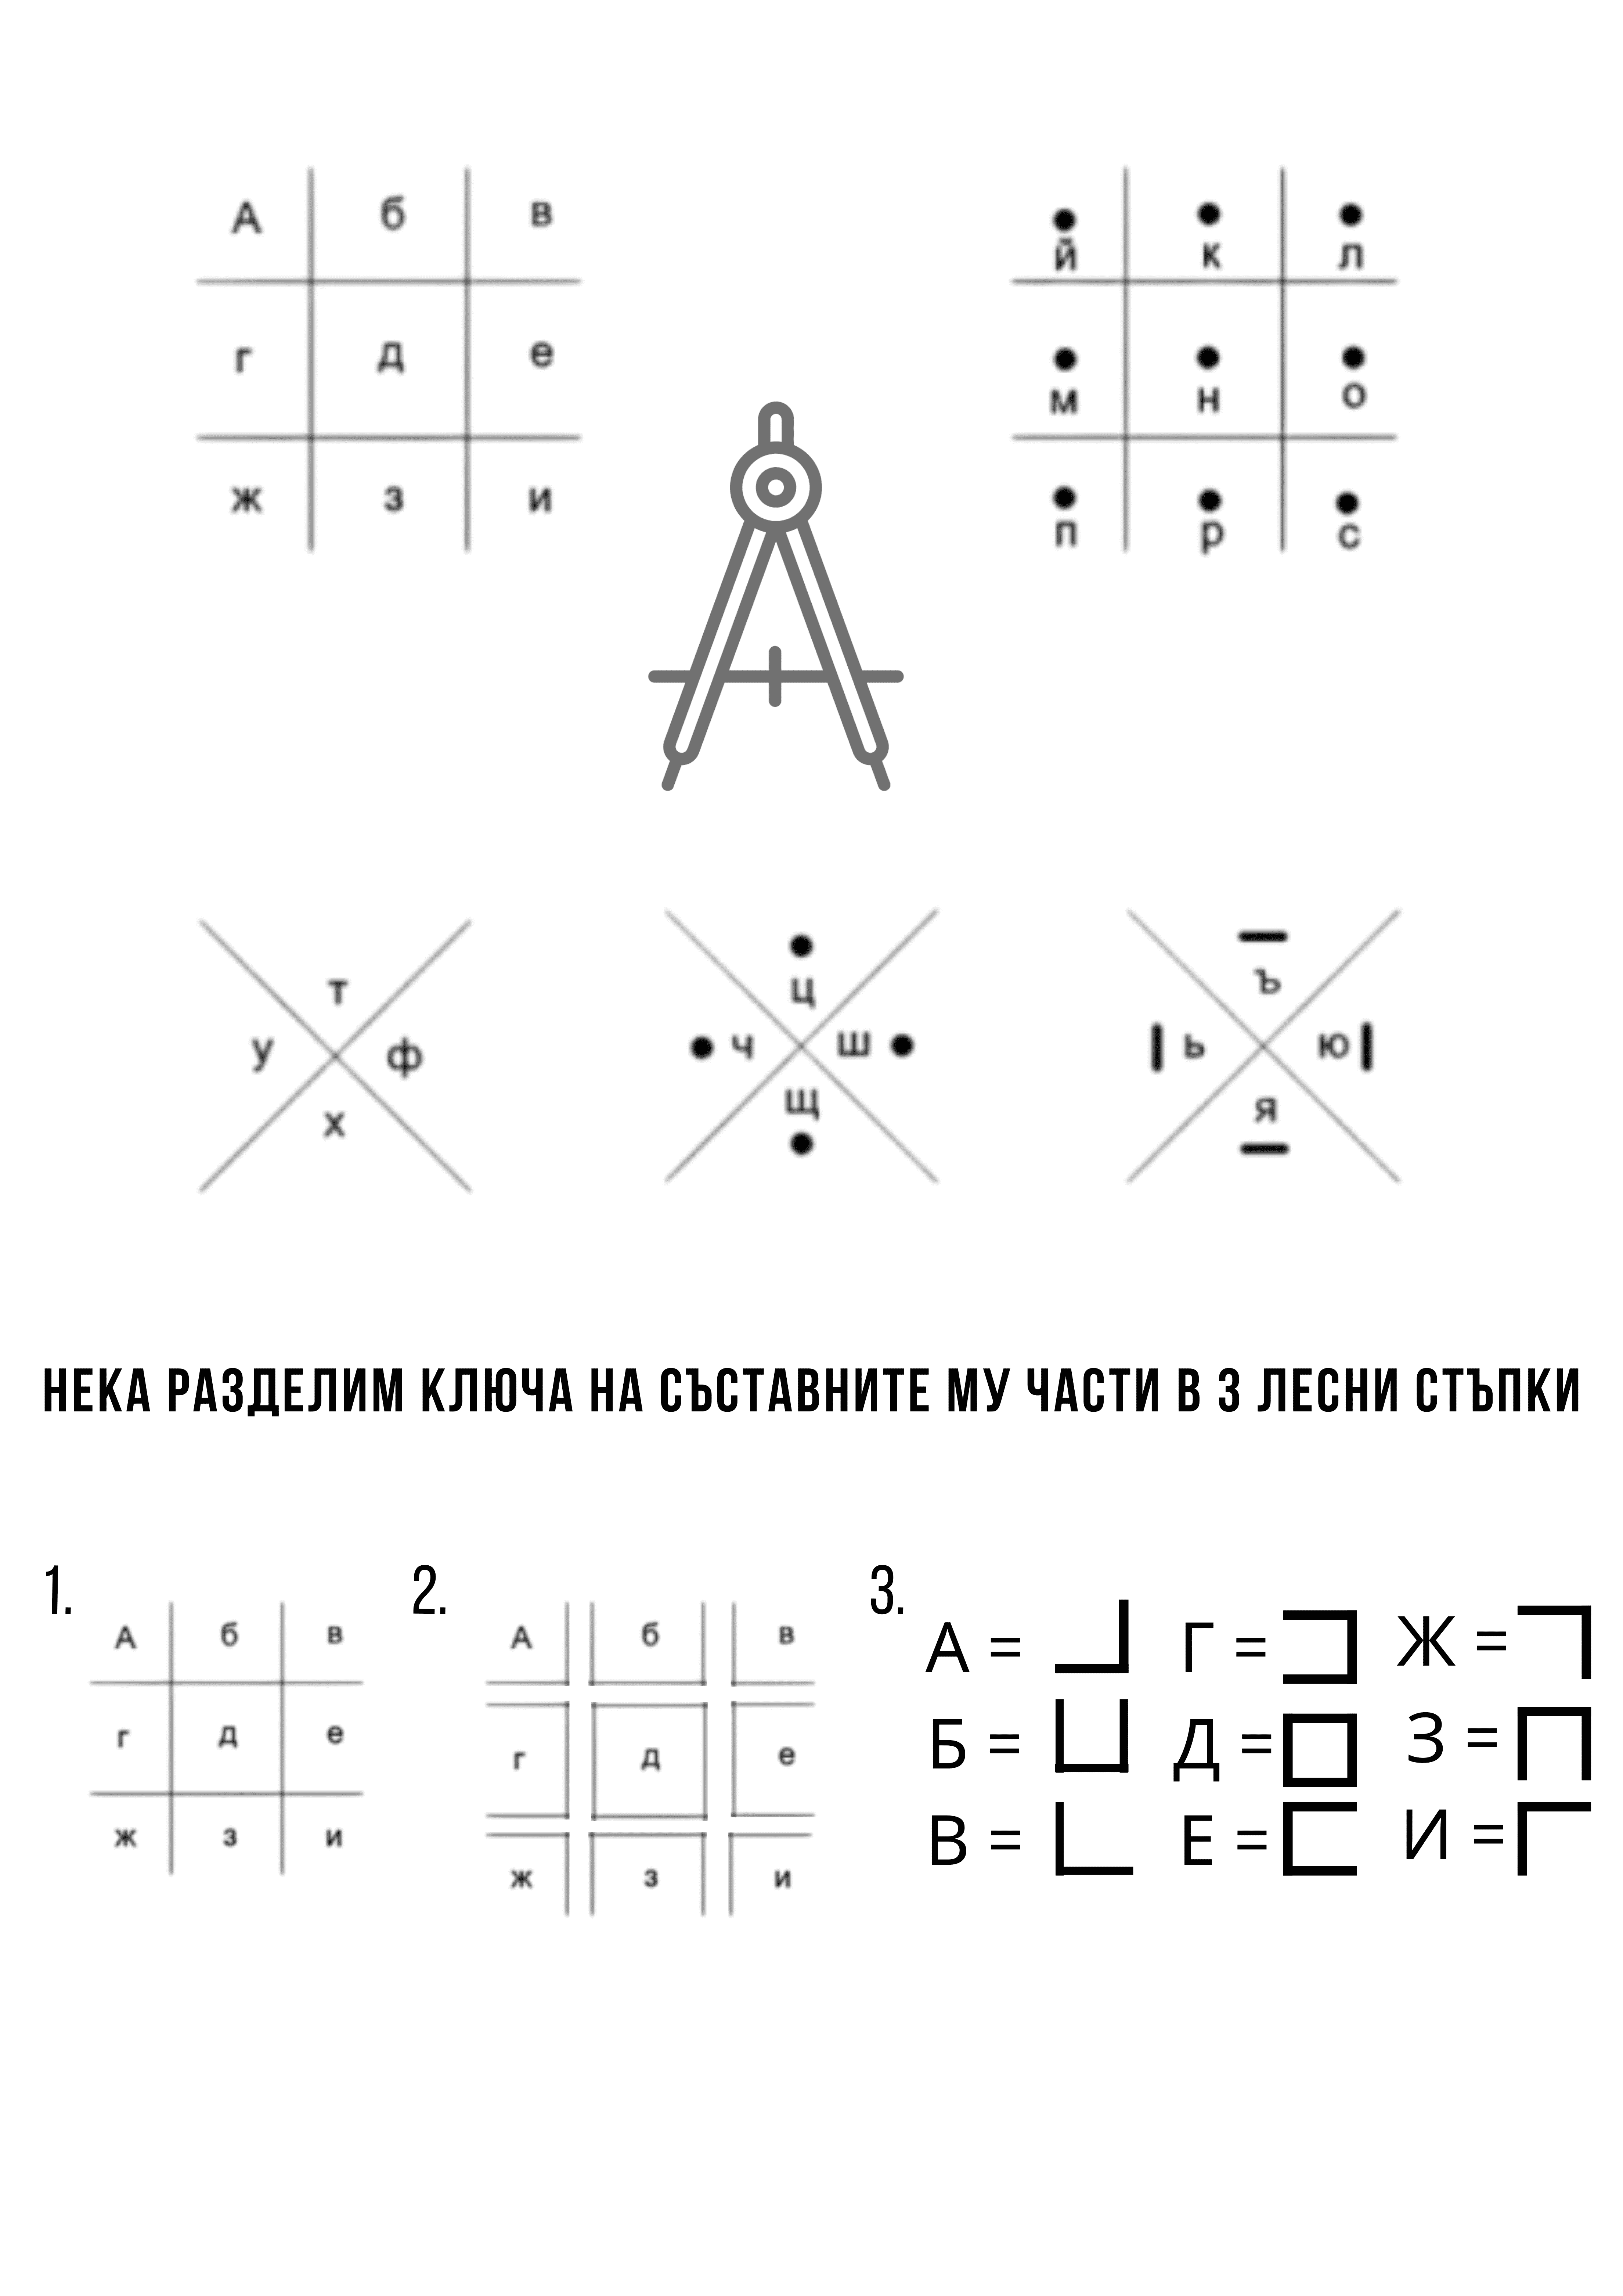 А б в
г д е
ж з и
й к л
м н о
п р с
т
у ф
х
ц
ч ш
щ
ъ
ь ю
я
НЕКА РАЗДЕЛИМ КЛЮЧА НА СЪСТАВНИТЕ МУ ЧАСТИ В 3 ЛЕСНИ СТЪПКИ
1.
А б в
г д е
ж з и
2.
А б в
г д е
ж з и
3.
А = Г = Ж =
Б = Д = З =
В = Е = И =